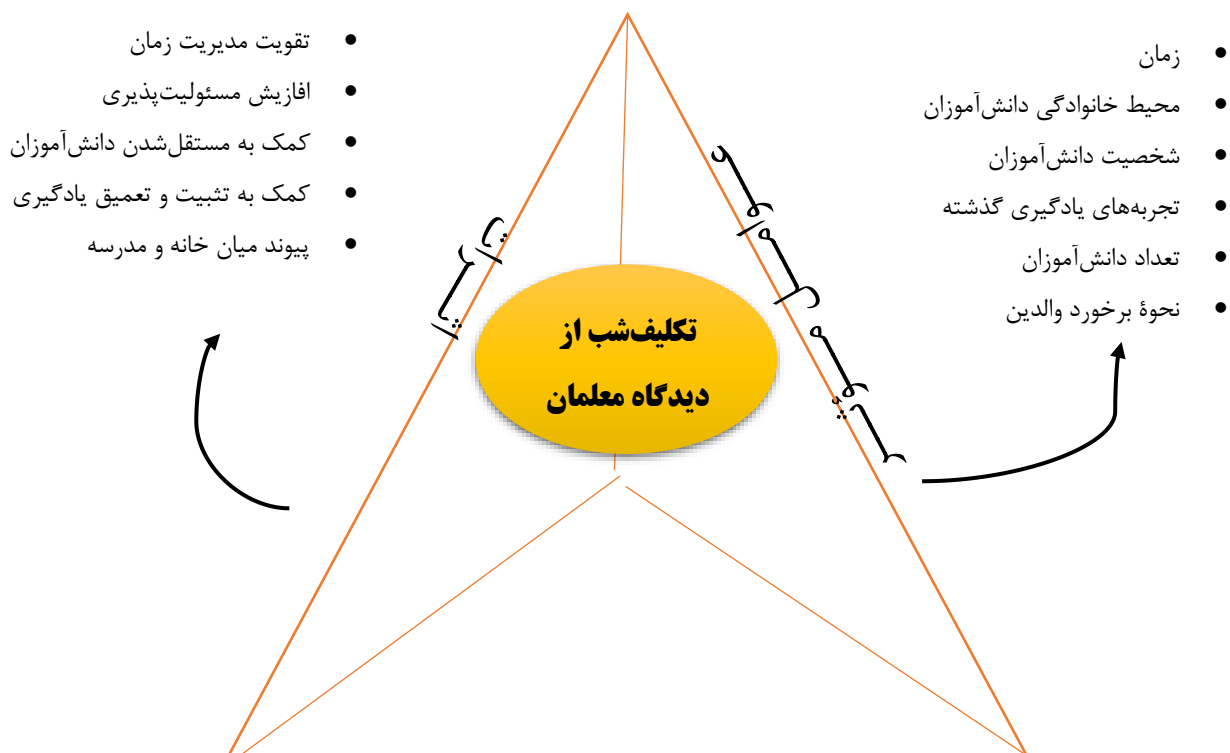 زمان
محیط خانوادگی دانش‌آموزان
شخصیت دانش‌آموزان
تجربه‌های یادگیری گذشته
تعداد دانش‌آموزان
نحوۀ برخورد والدین
تکلیف‌شب از
دیدگاه معلمان
تقویت مدیریت زمان
افازیش مسئولیت‌پذیری
کمک به مستقل‌شدن دانش‌آموزان
کمک به تثبیت و تعمیق یادگیری
پیوند میان خانه و مدرسه